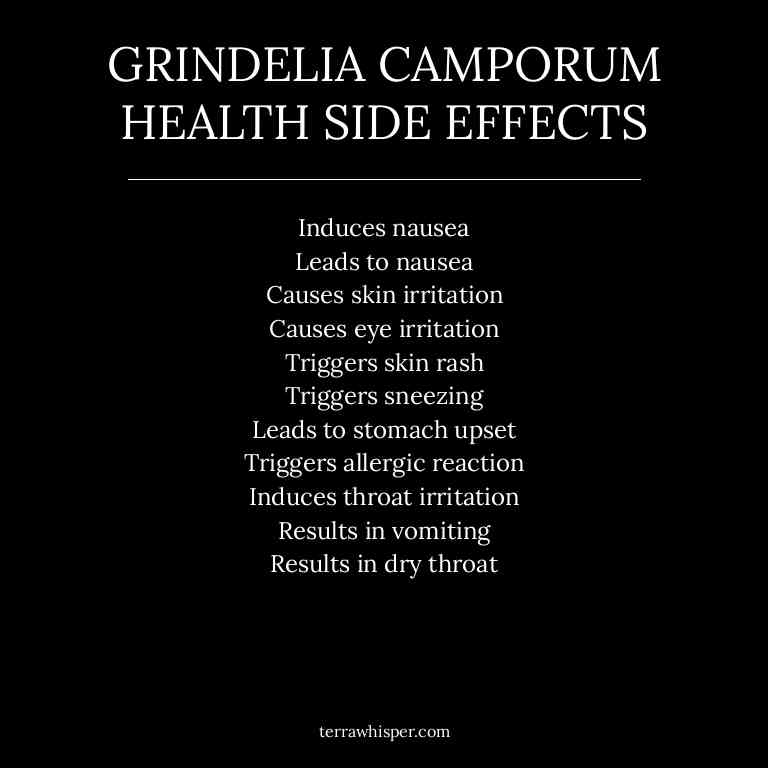 GRINDELIA CAMPORUM
HEALTH SIDE EFFECTS
Induces nausea
Leads to nausea
Causes skin irritation
Causes eye irritation
Triggers skin rash
Triggers sneezing
Leads to stomach upset
Triggers allergic reaction
Induces throat irritation
Results in vomiting
Results in dry throat
terrawhisper.com